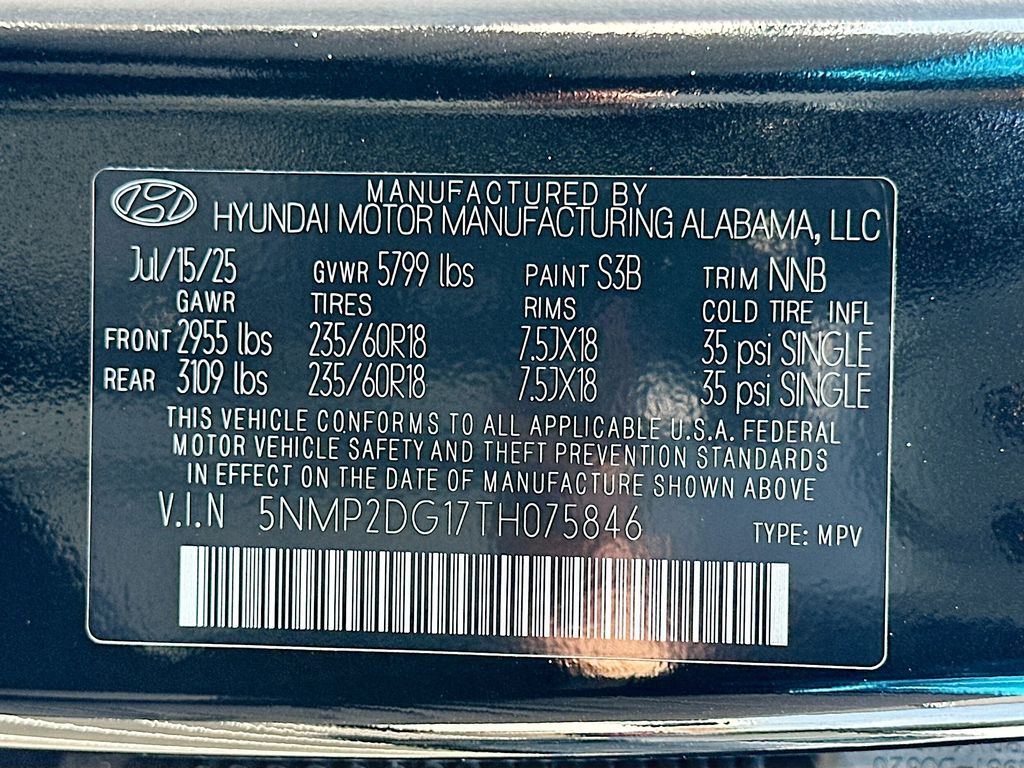 MANUFACTURED BY
HYUNDAI MOTOR MANUFACTURING ALABAMA, LLC
Jul/15/25 GVWR 5799 lbs PAINT S3B TRIM NNB
GAWR TIRES RIMS COLD TIRE INFL
FRONT 2955 lbs 235/60R18 7.5JX18 35 psi SINGLE
REAR 3109 lbs 235/60R18 7.5JX18 35 psi SINGLE
THIS VEHICLE CONFORMS TO ALL APPLICABLE U.S.A. FEDERAL
MOTOR VEHICLE SAFETY AND THEFT PREVENTION STANDARDS
IN EFFECT ON THE DATE OF MANUFACTURE SHOWN ABOVE
V.I.N 5NMP2DG17TH075846 TYPE: MPV